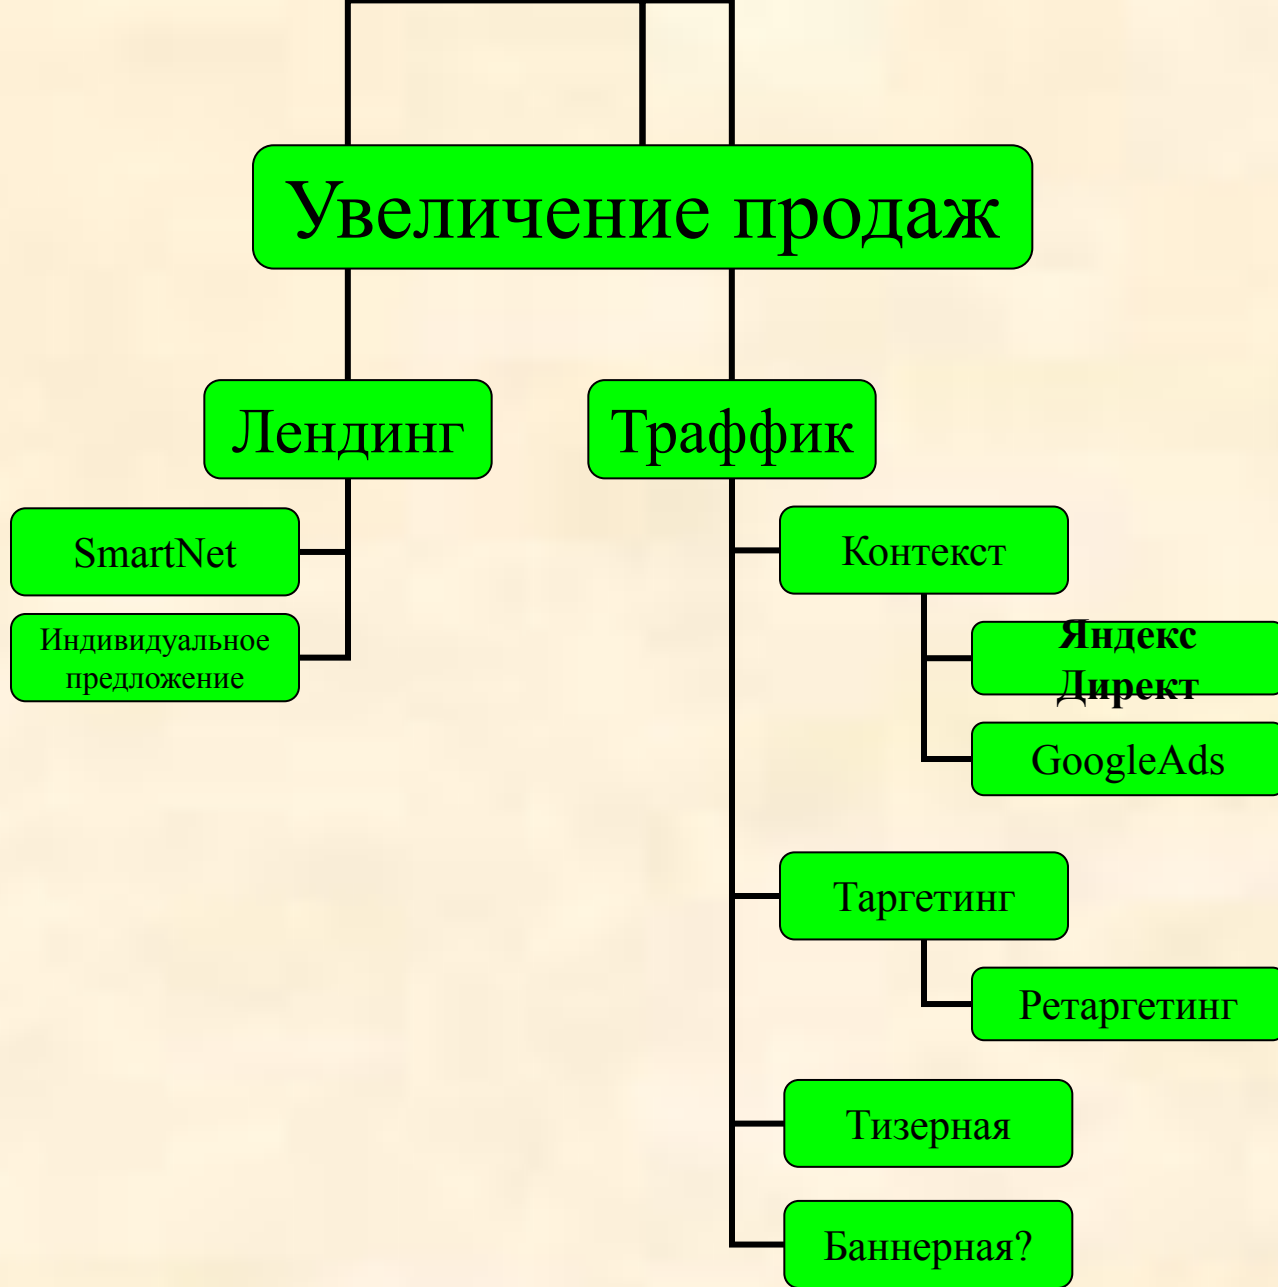 Увеличение продаж
Лендинг
Траффик
SmartNet
Индивидуальное
предложение
Контекст
Яндекс
Директ
GoogleAds
Таргетинг
Ретаргетинг
Тизерная
Баннерная?